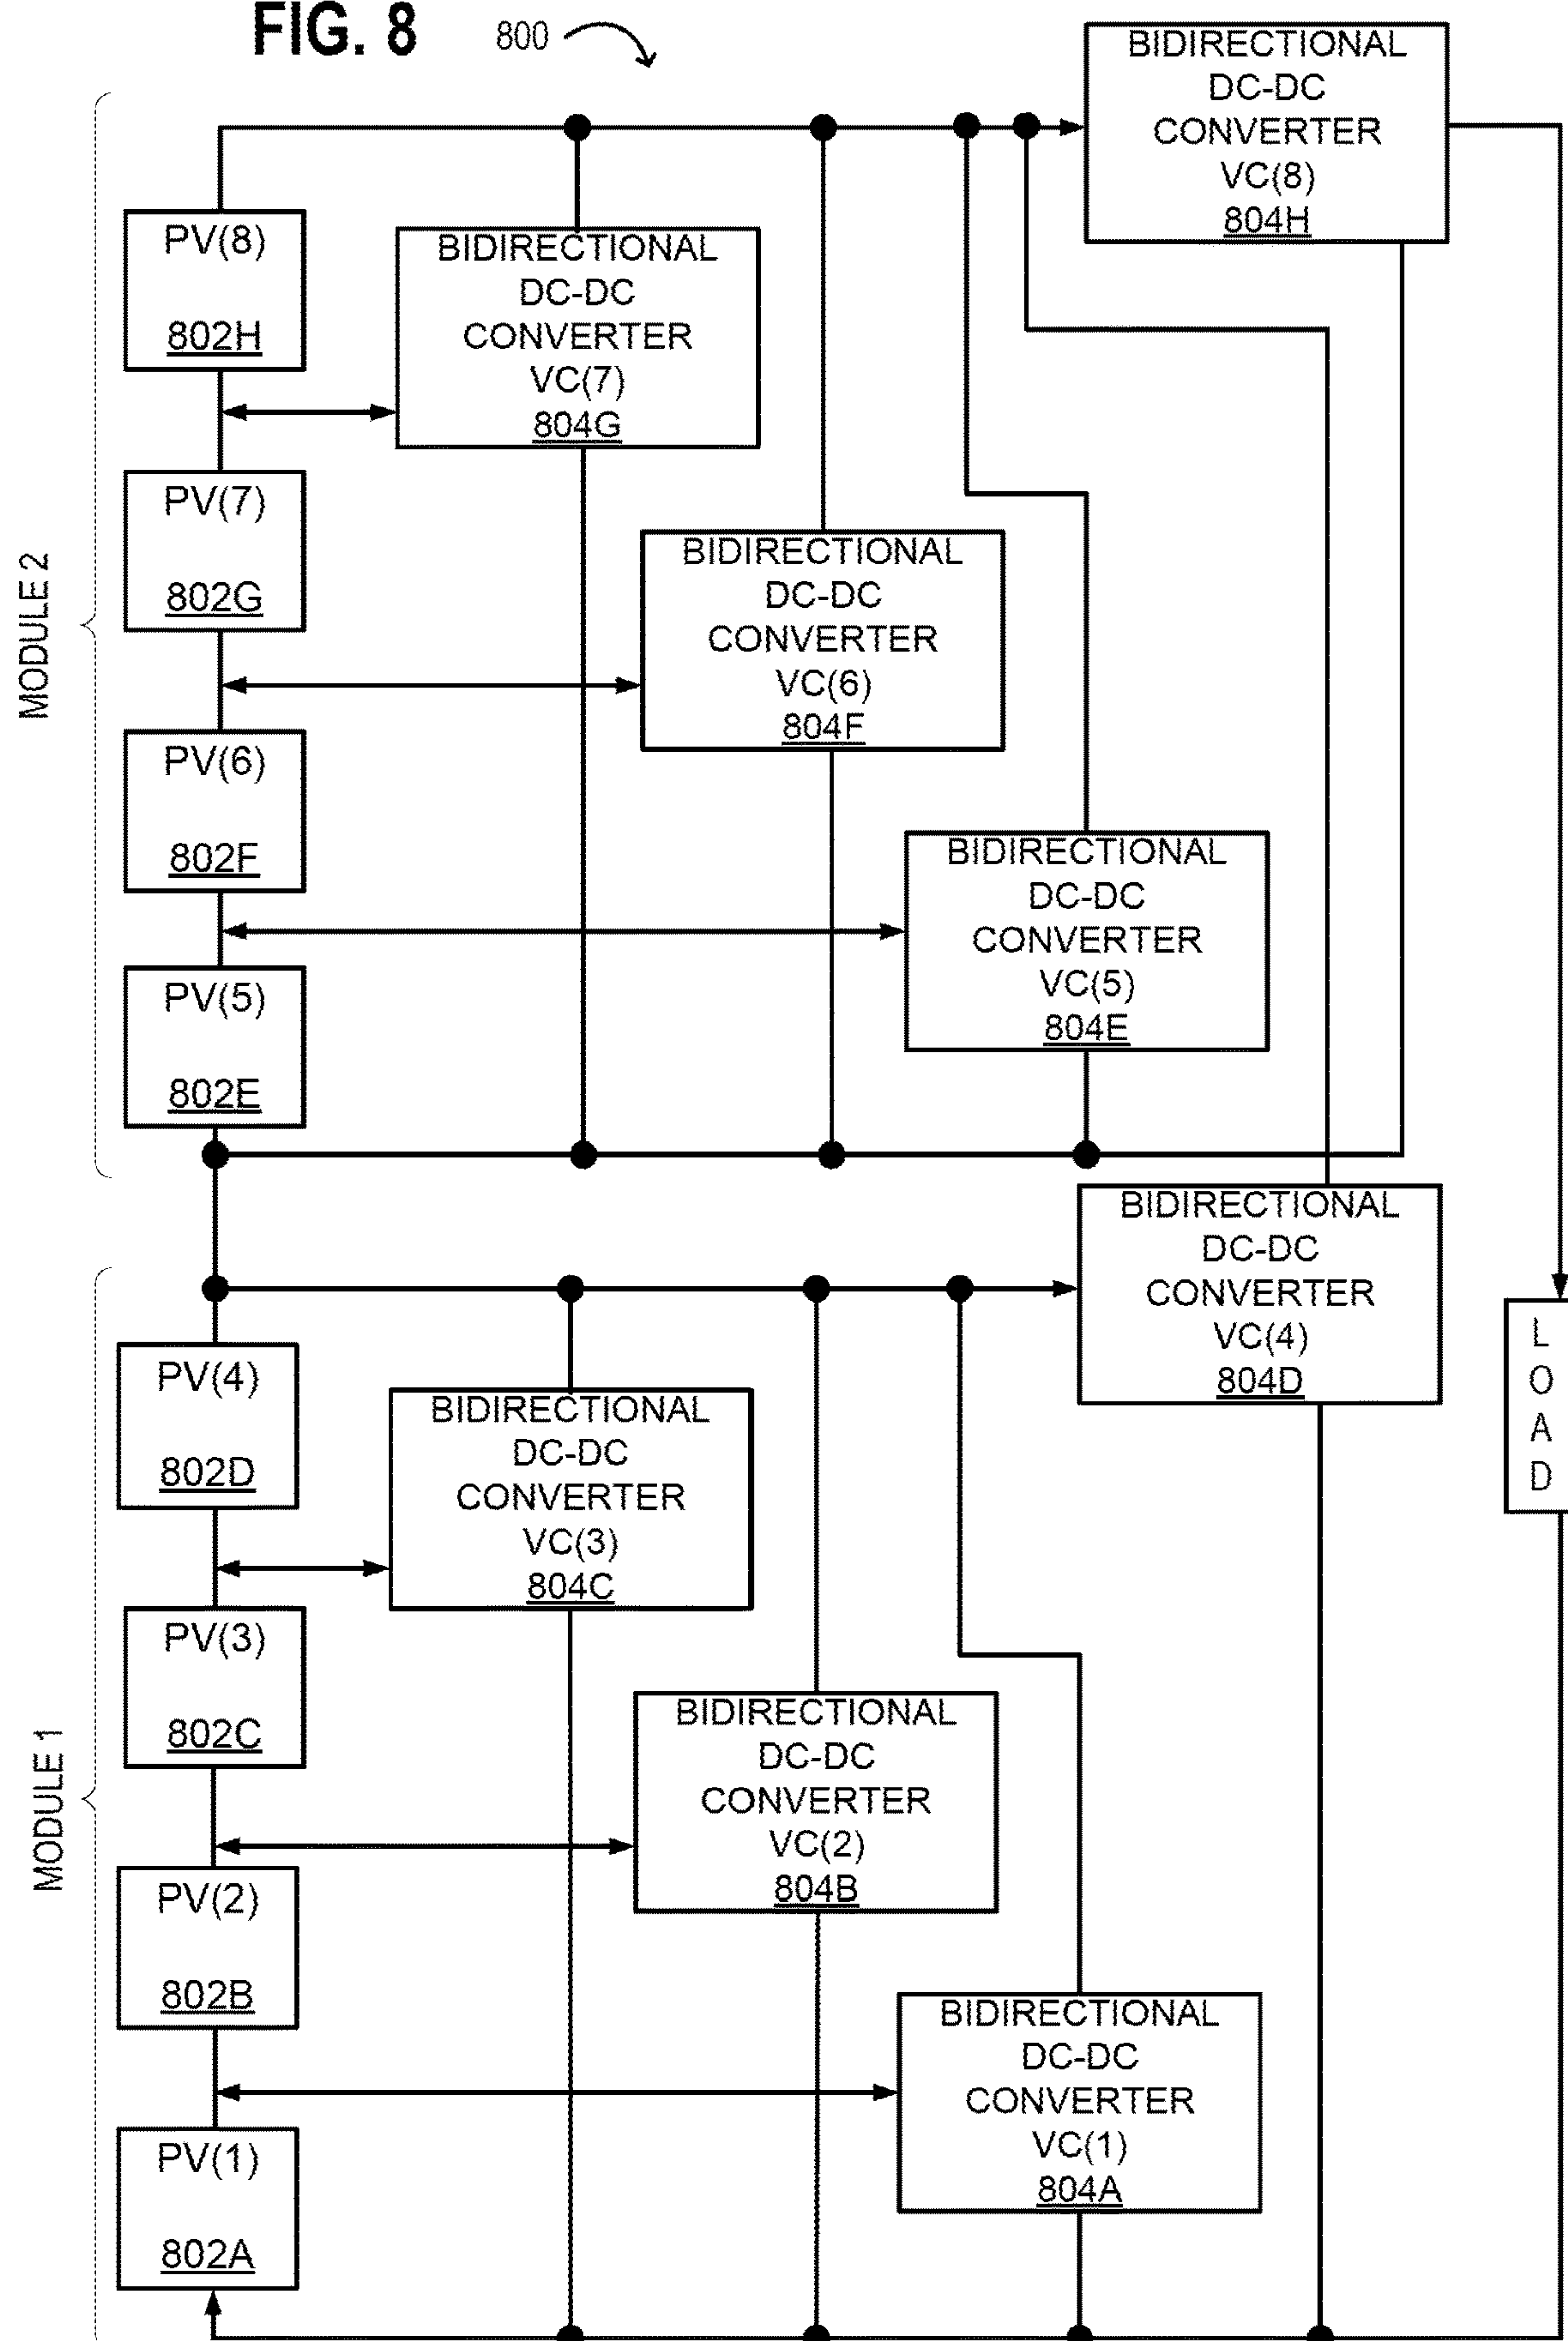 FIG. 8
800
BIDIRECTIONAL
DC-DC
CONVERTER
VC(8)
804H
MODULE 2
PV(8)
802H
BIDIRECTIONAL
DC-DC
CONVERTER
VC(7)
804G
PV(7)
802G
BIDIRECTIONAL
DC-DC
CONVERTER
VC(6)
804F
PV(6)
802F
BIDIRECTIONAL
DC-DC
CONVERTER
VC(5)
804E
PV(5)
802E
BIDIRECTIONAL
DC-DC
CONVERTER
VC(4)
804D
LOAD
MODULE 1
PV(4)
802D
BIDIRECTIONAL
DC-DC
CONVERTER
VC(3)
804C
PV(3)
802C
BIDIRECTIONAL
DC-DC
CONVERTER
VC(2)
804B
PV(2)
802B
BIDIRECTIONAL
DC-DC
CONVERTER
VC(1)
804A
PV(1)
802A